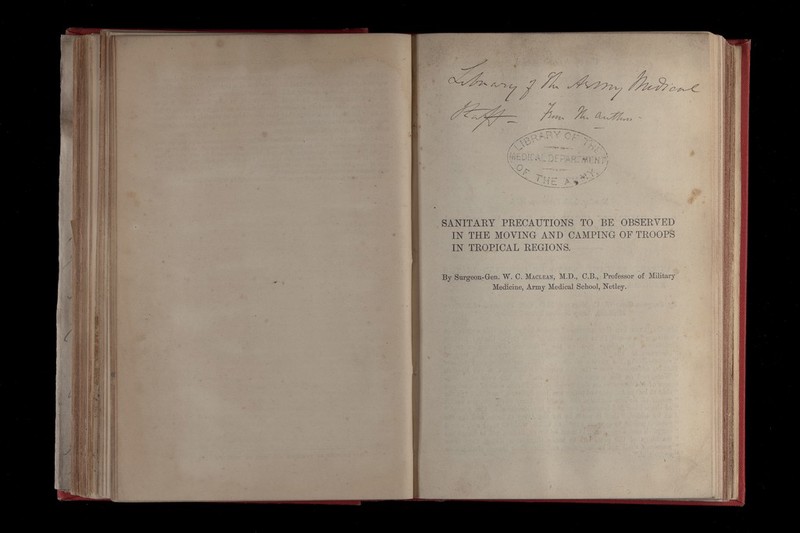 Library of The Army Medical
Staff – From The Author -
LIBRARY OF THE
MEDICAL DEPARTMENT
OF THE ARMY
SANITARY PRECAUTIONS TO BE OBSERVED
IN THE MOVING AND CAMPING OF TROOPS
IN TROPICAL REGIONS.
By Surgeon-Gen. W. C. MACLEAN, M.D., C.B., Professor of Military
Medicine, Army Medical School, Netley.